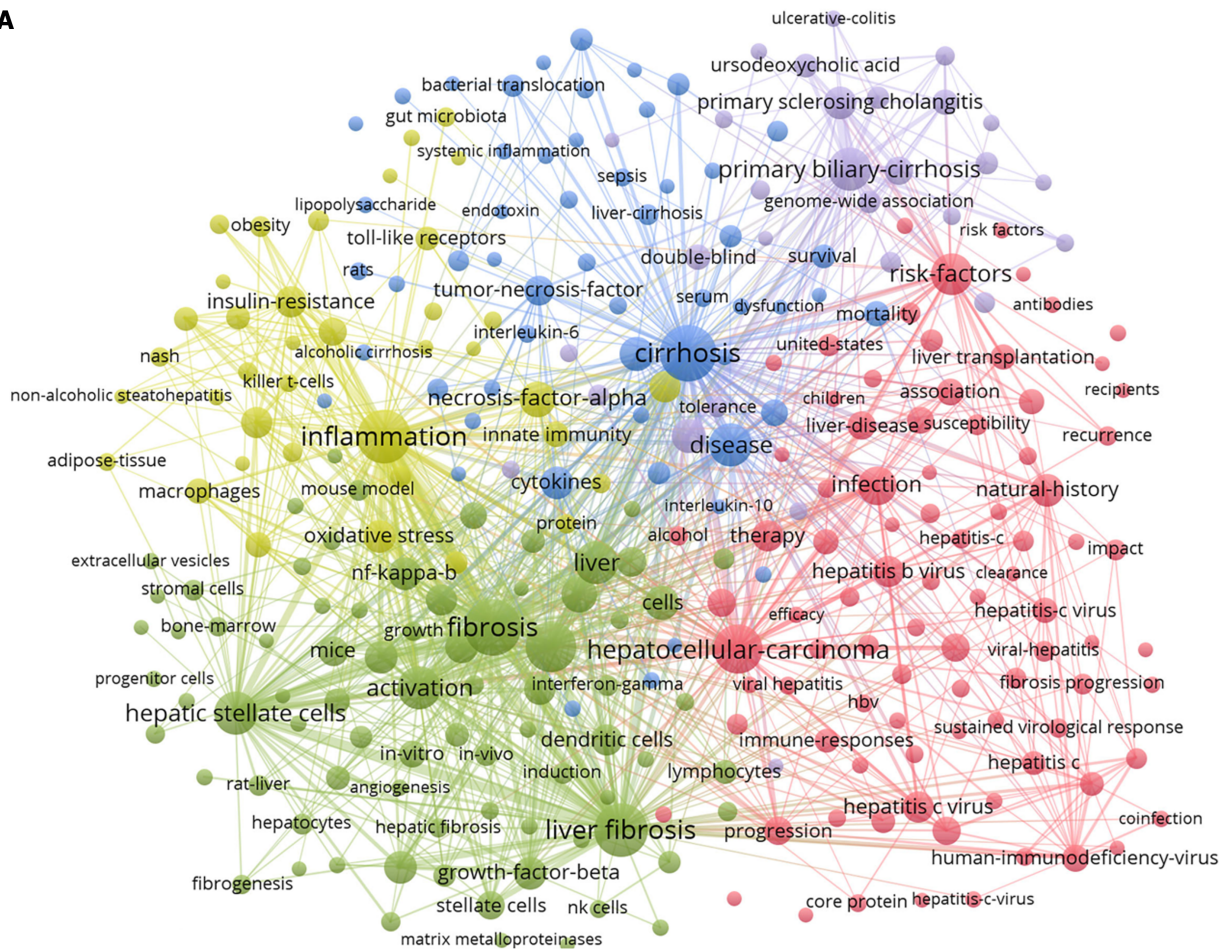 A
ulcerative-colitis
ursodeoxycholic acid
bacterial translocation
primary sclerosing cholangitis
gut microbiota
systemic inflammation
sepsis
primary biliary-cirrhosis
lipopolysaccharide
endotoxin
liver-cirrhosis
genome-wide association
obesity
toll-like receptors
risk factors
double-blind
survival
rats
risk-factors
tumor-necrosis-factor
insulin-resistance
serum
dysfunction
antibodies
mortality
interleukin-6
nash
alcoholic cirrhosis
cirrhosis
united-states
liver transplantation
killer t-cells
non-alcoholic steatohepatitis
necrosis-factor-alpha
tolerance
children
association
recipients
inflammation
innate immunity
disease
liver-disease
susceptibility
recurrence
adipose-tissue
macrophages
mouse model
cytokines
infection
natural-history
interleukin-10
protein
oxidative stress
alcohol
therapy
hepatitis-c
impact
extracellular vesicles
nf-kappa-b
liver
hepatitis b virus
clearance
stromal cells
cells
efficacy
hepatitis-c virus
bone-marrow
growth
fibrosis
mice
hepatocellular-carcinoma
viral-hepatitis
progenitor cells
activation
interferon-gamma
viral hepatitis
fibrosis progression
hbv
hepatic stellate cells
sustained virological response
in-vitro
in-vivo
dendritic cells
immune-responses
hepatitis c
induction
lymphocytes
rat-liver
angiogenesis
hepatocytes
hepatic fibrosis
liver fibrosis
progression
hepatitis c virus
coinfection
human-immunodeficiency-virus
fibrogenesis
growth-factor-beta
stellate cells
nk cells
core protein
hepatitis-c-virus
matrix metalloproteinases